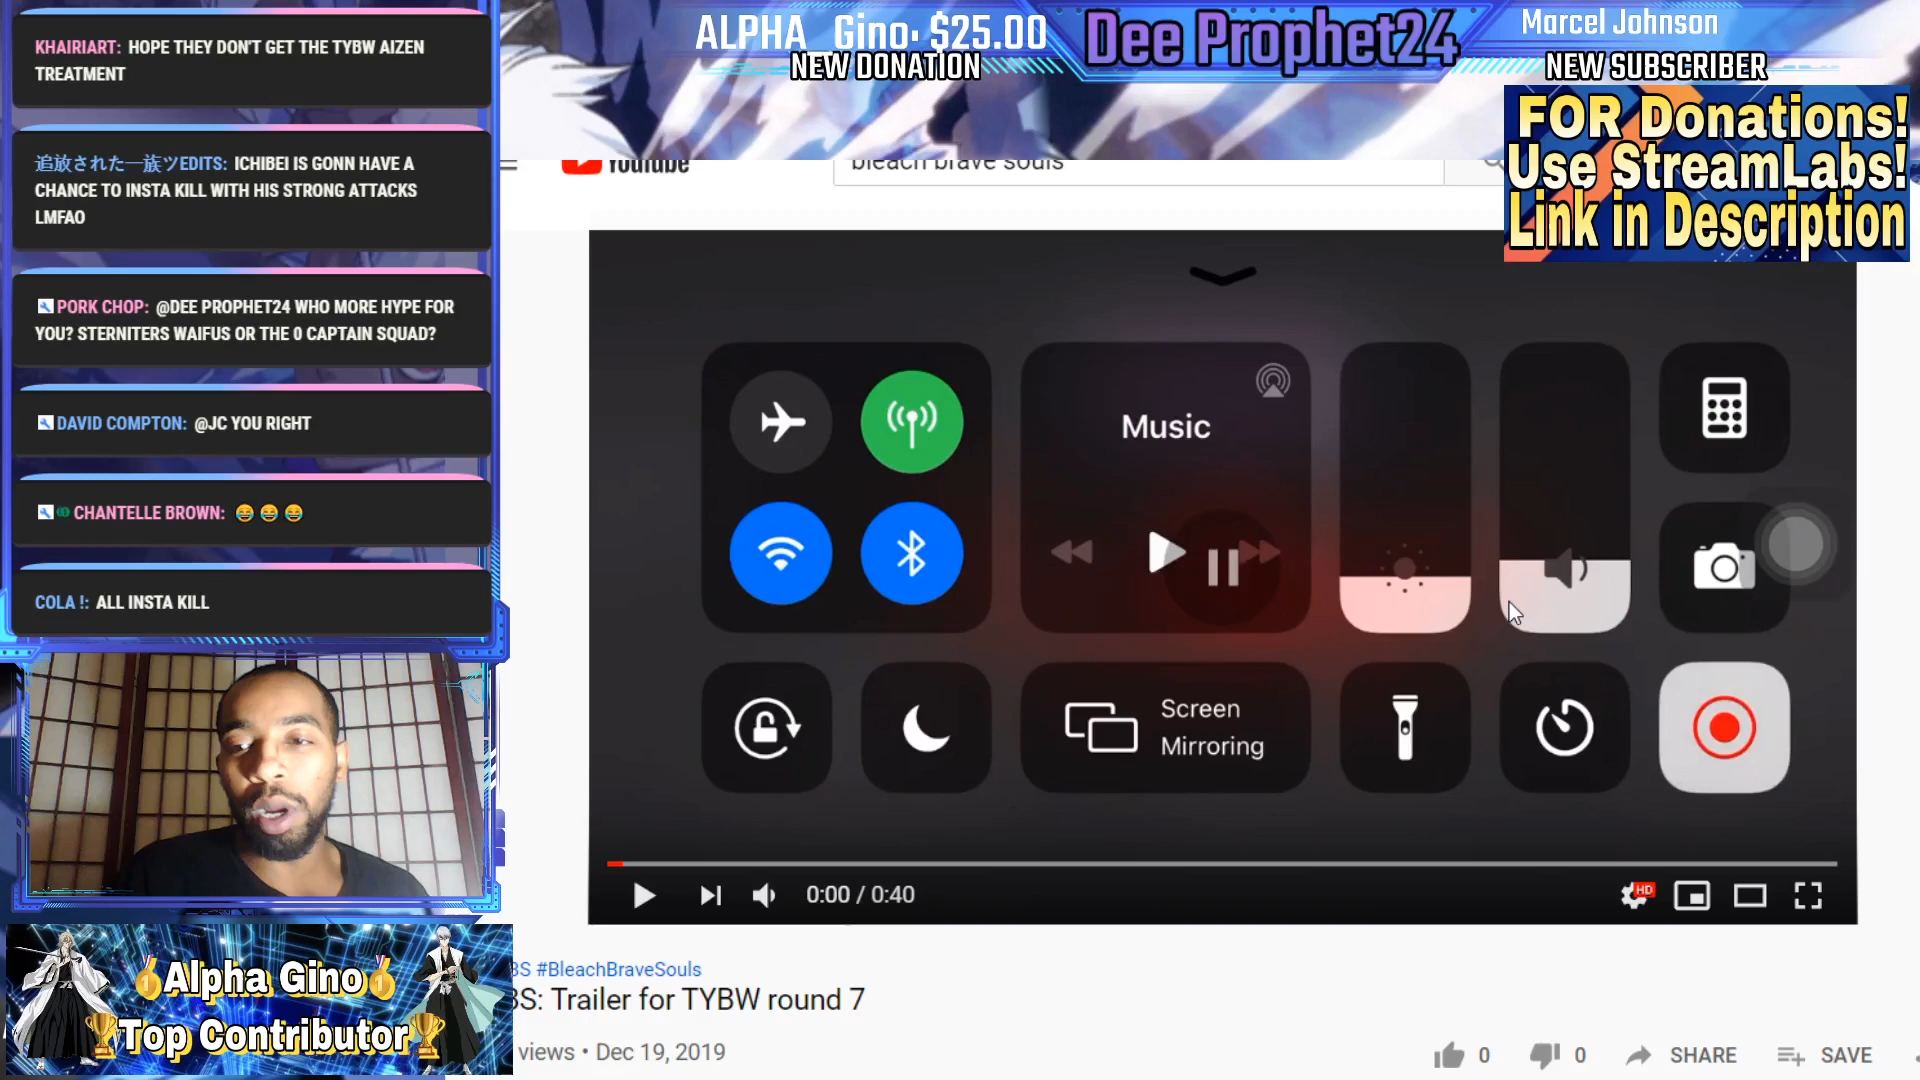 KHAIRIART: HOPE THEY DON'T GET THE TYBW AIZEN
TREATMENT
追放された一族ツEDITS: ICHIBEI IS GONN HAVE A
CHANCE TO INSTA KILL WITH HIS STRONG ATTACKS
LMFAO
PORK CHOP: @DEE PROPHET24 WHO MORE HYPE FOR
YOU? STERNITERS WAIFUS OR THE 0 CAPTAIN SQUAD?
DAVID COMPTON: @JC YOU RIGHT
CHANTELLE BROWN: 😂😂😂
COLA !: ALL INSTA KILL
ALPHA Gino: $25.00
NEW DONATION
Dee Prophet24
Marcel Johnson
NEW SUBSCRIBER
FOR Donations!
Use StreamLabs!
Link in Description
YouTube
bleach brave souls
Music
Screen
Mirroring
0:00 / 0:40
HD
BS #BleachBraveSouls
BS: Trailer for TYBW round 7
views • Dec 19, 2019
0
0
SHARE
SAVE
Alpha Gino
Top Contributor